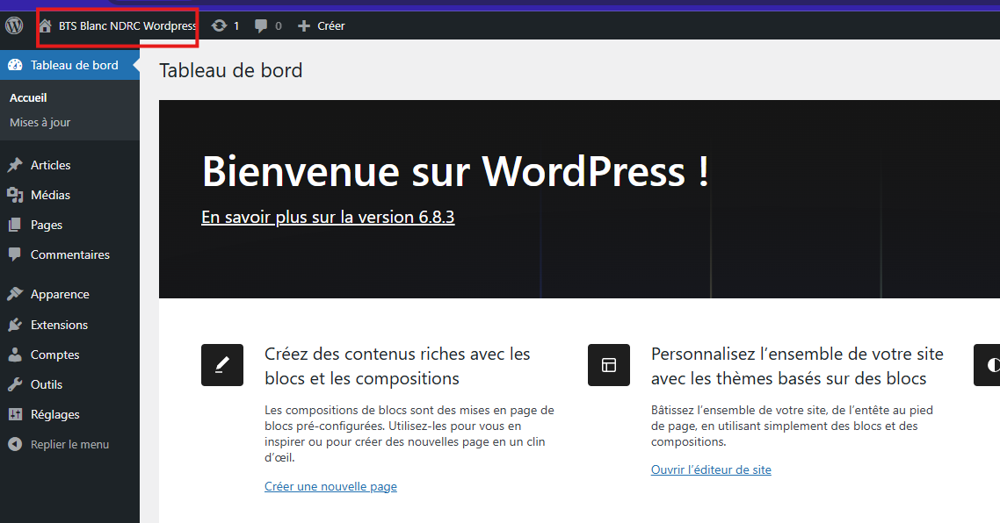 BTS Blanc NDRC Wordpress 1 0 Créer
Tableau de bord
Accueil
Mises à jour
Articles
Médias
Pages
Commentaires
Apparence
Extensions
Comptes
Outils
Réglages
Replier le menu
Tableau de bord
Bienvenue sur WordPress !
En savoir plus sur la version 6.8.3
Créez des contenus riches avec les
blocs et les compositions
Les compositions de blocs sont des mises en page de
blocs pré-configurées. Utilisez-les pour vous en
inspirer ou pour créer des nouvelles page en un clin
d’œil.
Créer une nouvelle page
Personnalisez l’ensemble de votre site
avec les thèmes basés sur des blocs
Bâtissez l’ensemble de votre site, de l’entête au pied
de page, en utilisant simplement des blocs et des
compositions.
Ouvrir l’éditeur de site